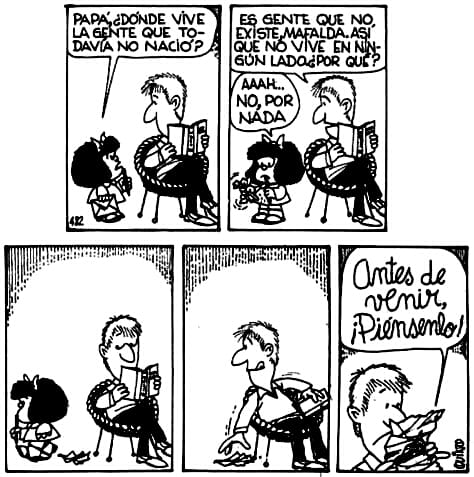 PAPÁ, ¿DÓNDE VIVE
LA GENTE QUE TO-
DAVÍA NO NACIÓ?
ES GENTE QUE NO
EXISTE, MAFALDA. ASÍ
QUE NO VIVE EN NIN-
GÚN LADO ¿POR QUÉ?
AAAH...
NO, POR
NADA
482
Antes de
venir,
¡Piénsenlo!
QUINO